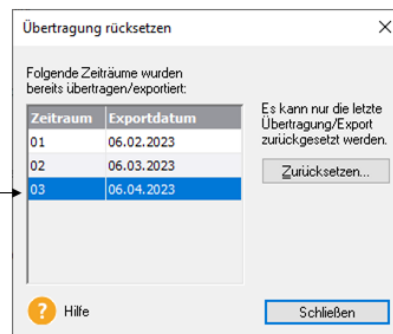 Übertragung rücksetzen
Folgende Zeiträume wurden
bereits übertragen/exportiert:
Zeitraum Exportdatum
01 06.02.2023
02 06.03.2023
03 06.04.2023
Es kann nur die letzte
Übertragung/Export
zurückgesetzt werden.
Zurücksetzen...
? Hilfe
Schließen